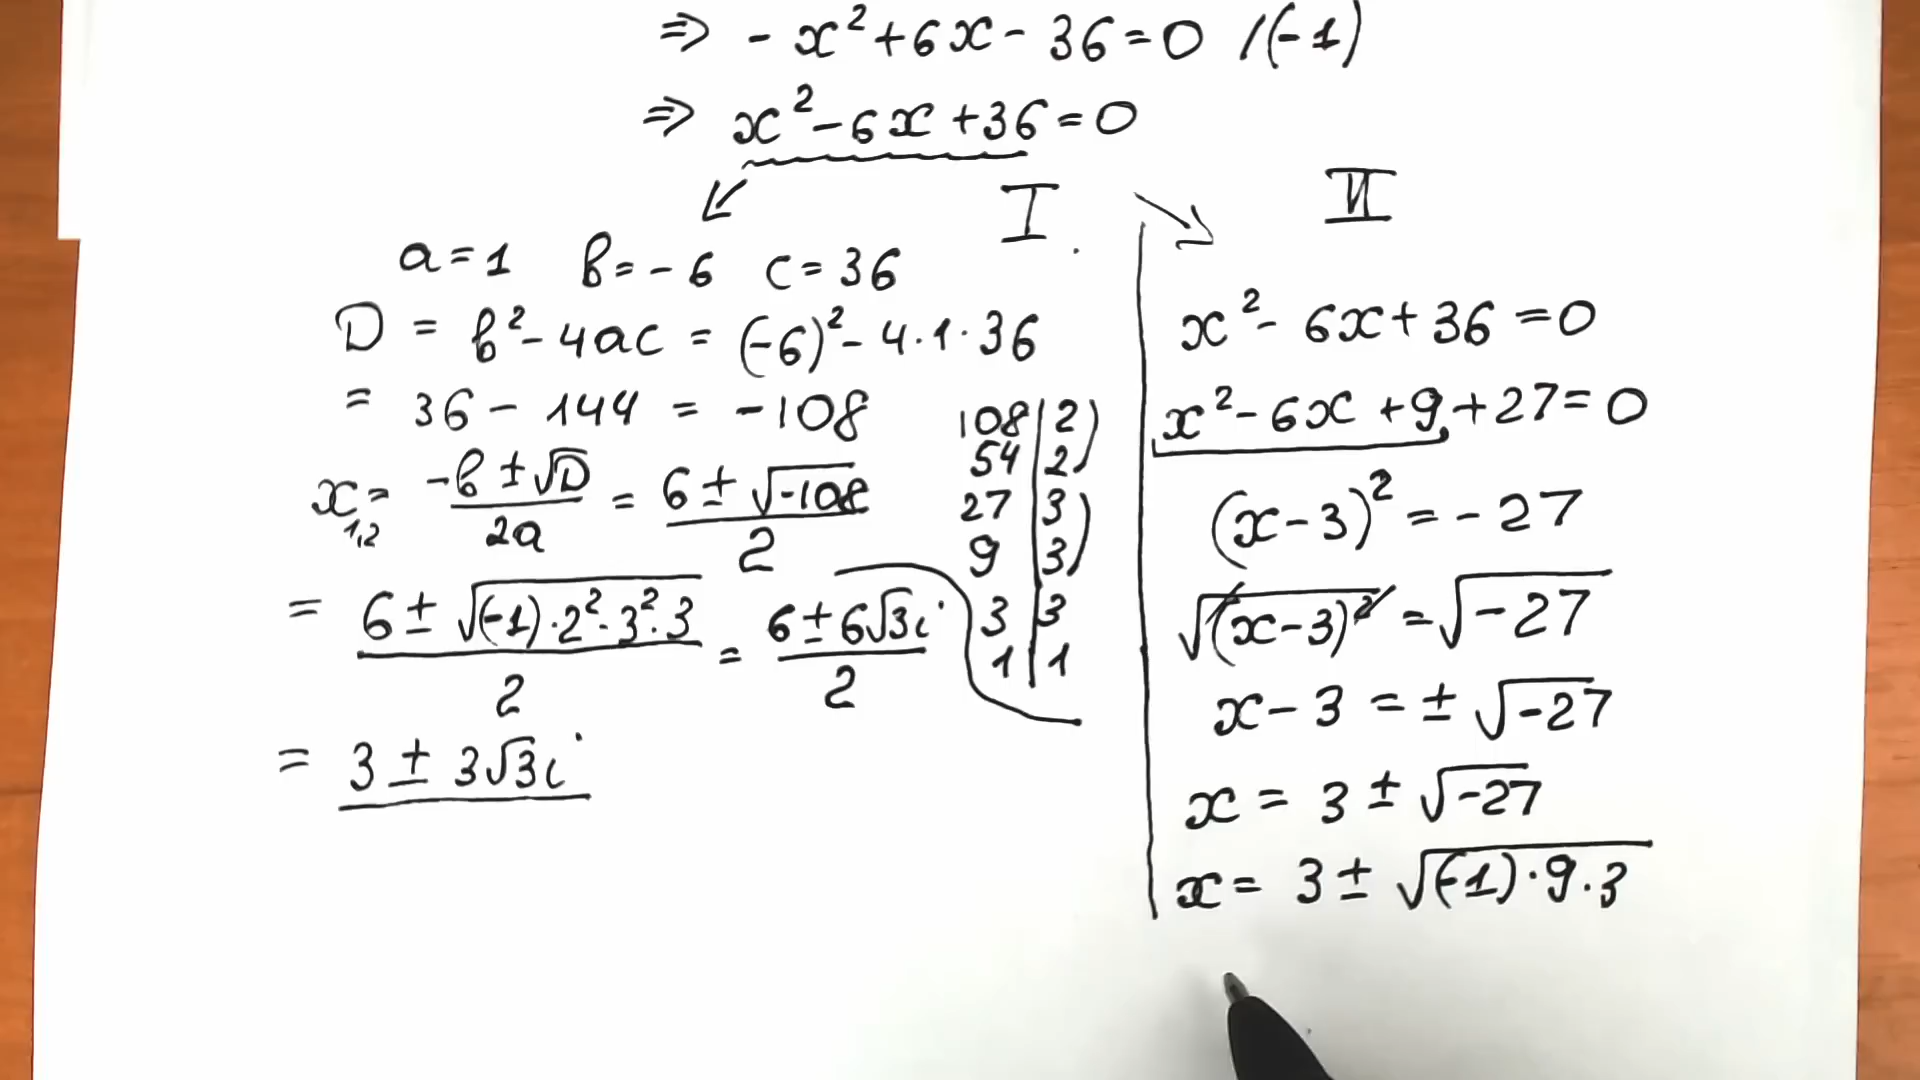 ⇒ - x² + 6x - 36 = 0 /(-1)
⇒ x² - 6x + 36 = 0
I
a = 1 b = -6 c = 36
D = b² - 4ac = (-6)² - 4·1·36
= 36 - 144 = -108
x₁,₂ = (-b ± √D)/(2a) = (6 ± √-108)/2
= (6 ± √(-1)·2²·3²·3)/2 = (6 ± 6√3i)/2
= 3 ± 3√3i
108 | 2
54 | 2
27 | 3
9 | 3
3 | 3
1 | 1
II
x² - 6x + 36 = 0
x² - 6x + 9 + 27 = 0
(x - 3)² = -27
√(x-3)² = √-27
x - 3 = ± √-27
x = 3 ± √-27
x = 3 ± √(-1)·9·3